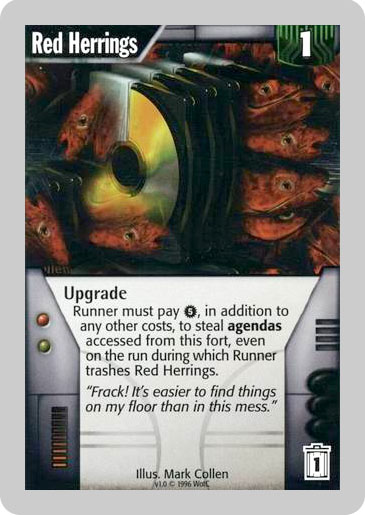 Red Herrings
1
Upgrade
Runner must pay 5, in addition to
any other costs, to steal agendas
accessed from this fort, even
on the run during which Runner
trashes Red Herrings.
“Frack! It’s easier to find things
on my floor than in this mess.”
Illus. Mark Collen
v1.0 © 1996 WotC
1